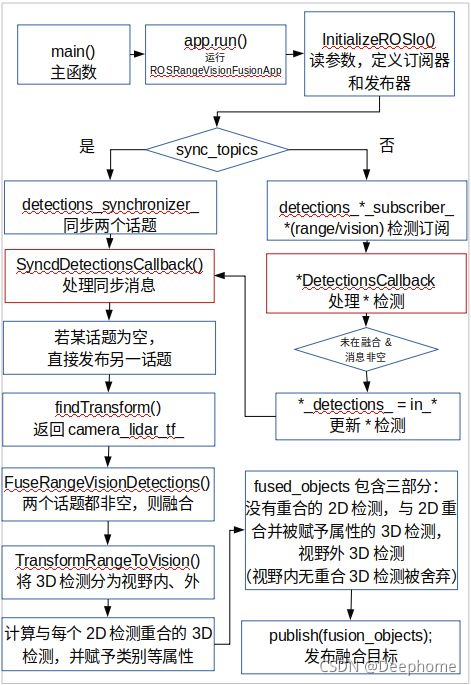 main()
主函数
app.run()
运行
ROSRangeVisionFusionApp
InitializeROSIo()
读参数，定义订阅器
和发布器
是
sync_topics
否
detections_synchronizer_
同步两个话题
detections_*_subscriber_
*(range/vision) 检测订阅
SyncdDetectionsCallback()
处理同步消息
*DetectionsCallback
处理 * 检测
若某话题为空，
直接发布另一话题
未在融合 &
消息非空
findTransform()
返回 camera_lidar_tf_
*_detections_ = in_*
更新 * 检测
FuseRangeVisionDetections()
两个话题都非空，则融合
fused_objects 包含三部分：
没有重合的 2D 检测，与 2D 重
合并被赋予属性的 3D 检测，
视野外 3D 检测
（视野内无重合 3D 检测被舍弃）
TransformRangeToVision()
将 3D 检测分为视野内、外
计算与每个 2D 检测重合的 3D
检测，并赋予类别等属性
publish(fusion_objects);
发布融合目标
CSDN @Deephome